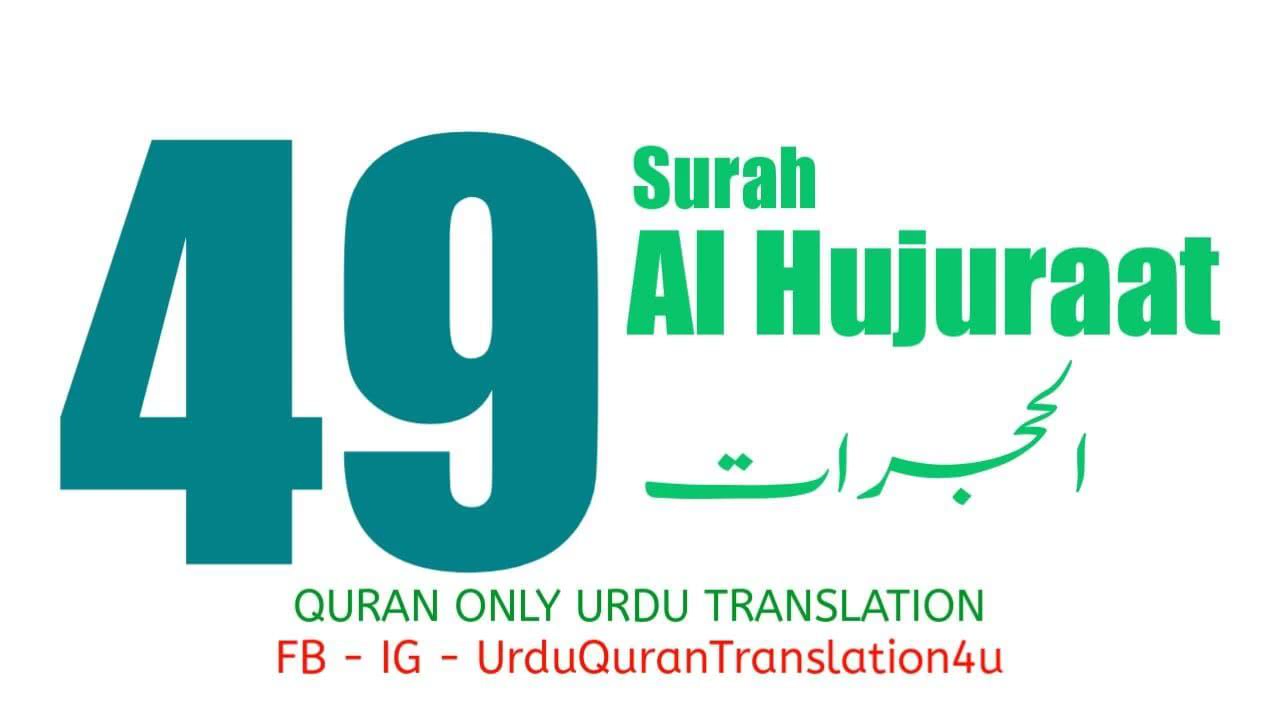 49
Surah
Al Hujuraat
الحجرات
QURAN ONLY URDU TRANSLATION
FB - IG - UrduQuranTranslation4u